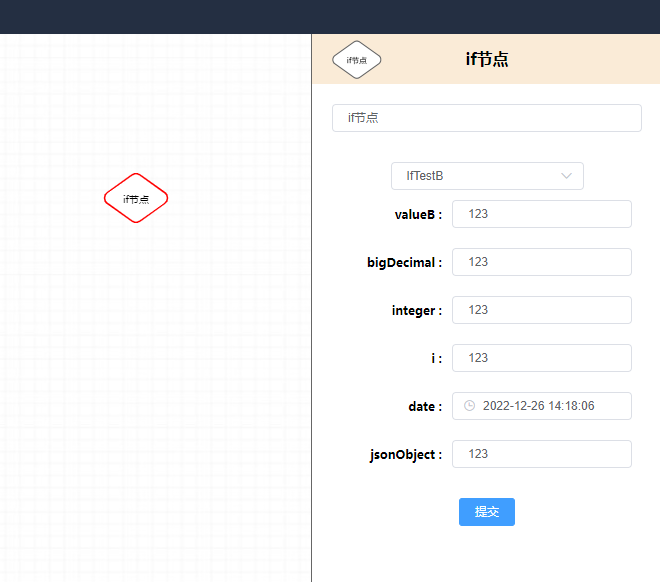 if节点
if节点
if节点
if节点
IfTestB
valueB : 123
bigDecimal : 123
integer : 123
i : 123
date : 2022-12-26 14:18:06
jsonObject : 123
提交